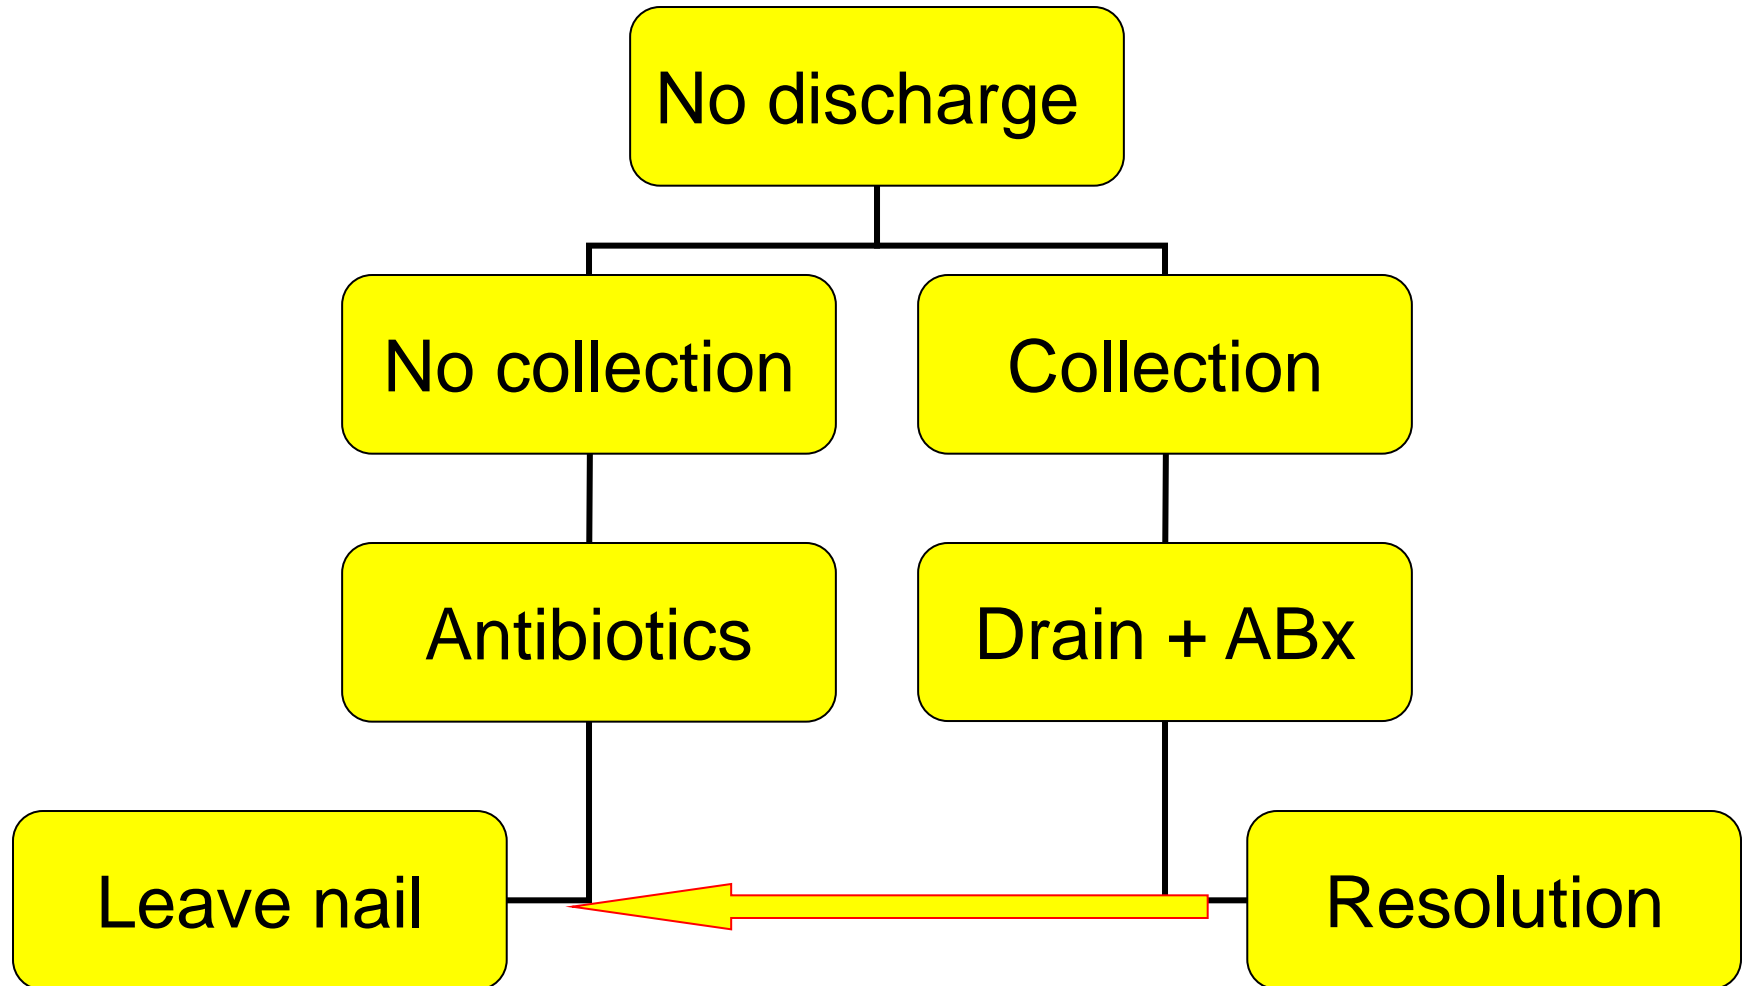 No discharge
No collection
Collection
Antibiotics
Drain + ABx
Leave nail
Resolution